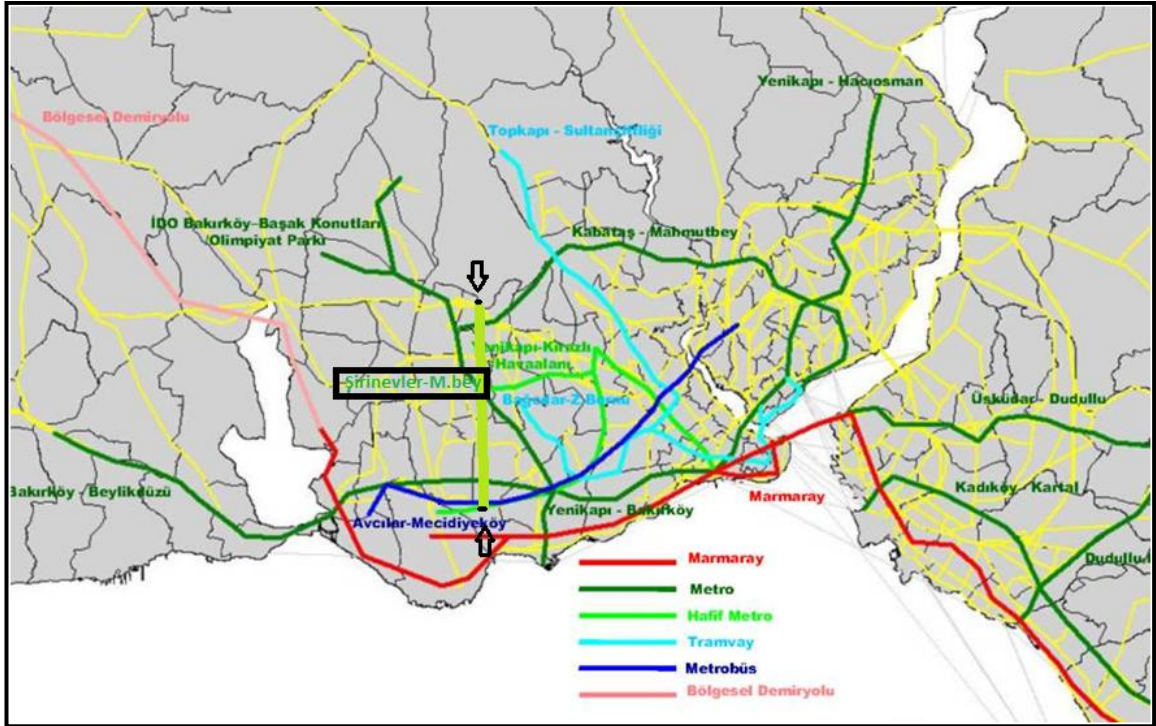 Yenikapı - Hacıosman
Bölgesel Demiryolu
Topkapı - Sultançiftliği
İDO Bakırköy-Başak Konutları
/Olimpiyat Parkı
Kabataş - Mahmutbey
Yenikapı-Kirazlı
-Havaalanı
Şirinevler-M.bey
Bağcılar-Z.Burnu
Üsküdar - Dudullu
Bakırköy - Beylikdüzü
Kadıköy - Kartal
Marmaray
Avcılar-Mecidiyeköy
Yenikapı - Bakırköy
Marmaray
Metro
Hafif Metro
Tramvay
Metrobüs
Bölgesel Demiryolu